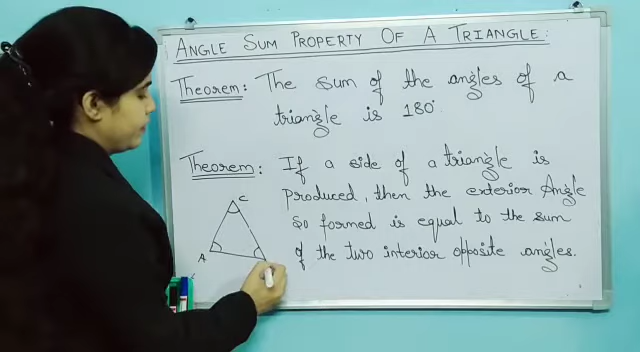 ANGLE SUM PROPERTY OF A TRIANGLE:
Theorem: The sum of the angles of a
triangle is 180°
Theorem: If a side of a triangle is
produced, then the exterior Angle
so formed is equal to the sum
of the two interior opposite angles.
C
A